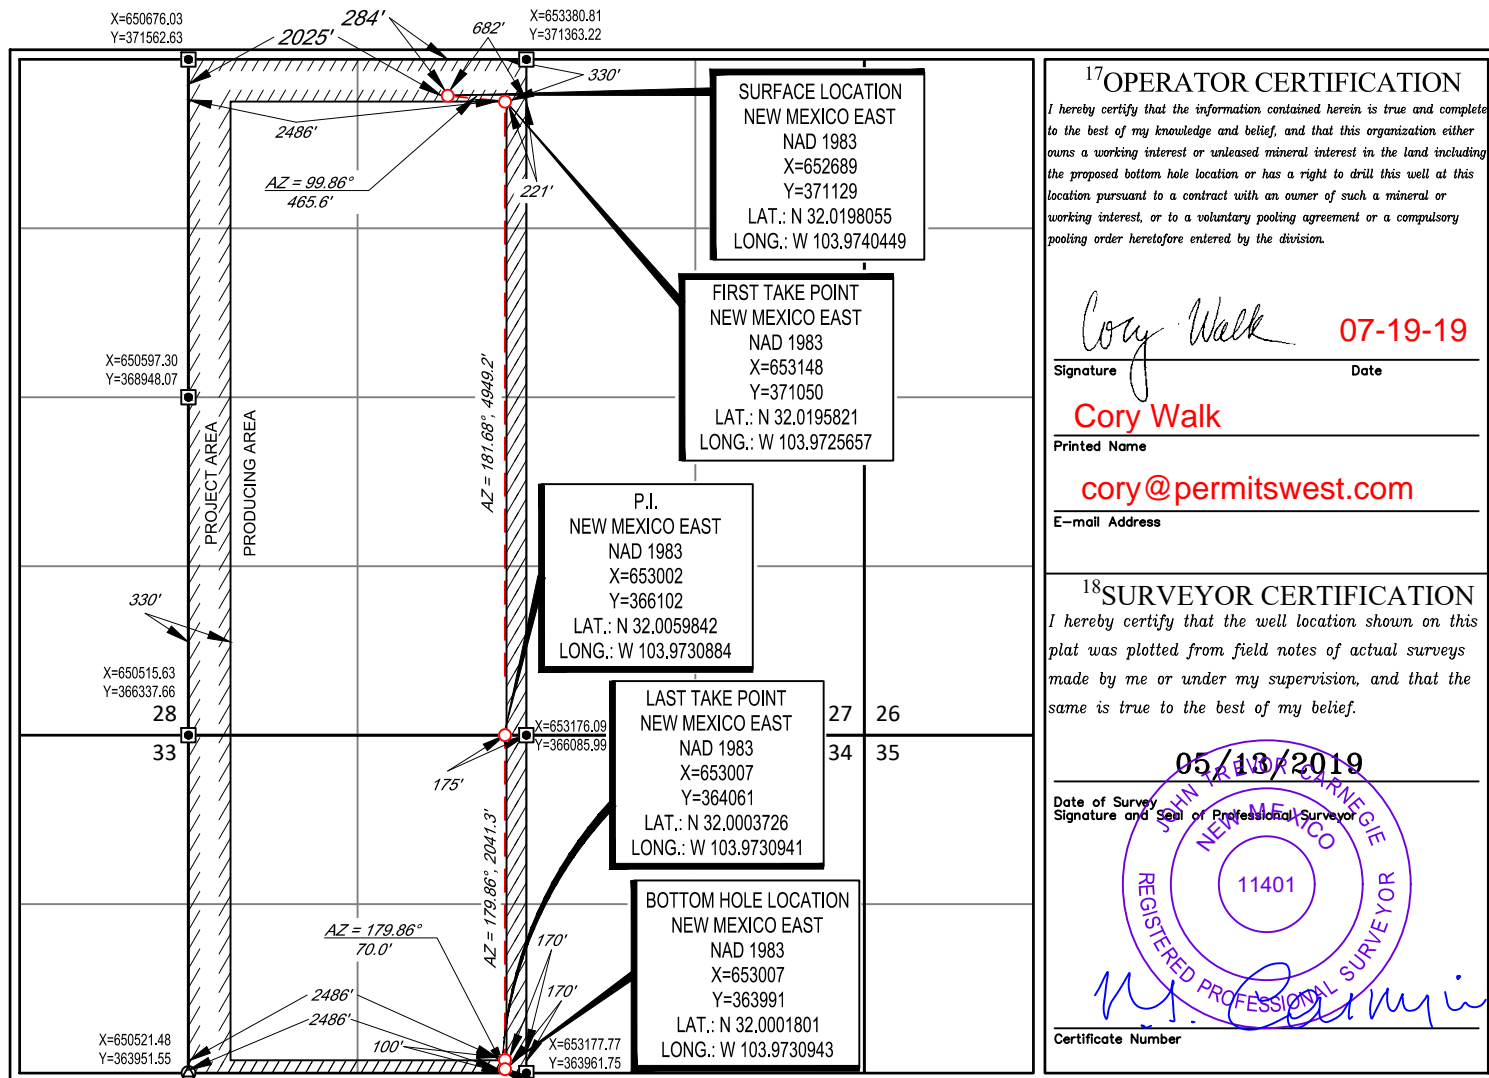 X=650676.03
Y=371562.63
284'
2025'
682'
X=653380.81
Y=371363.22
330'
2486'
AZ = 99.86°
465.6'
221'
SURFACE LOCATION
NEW MEXICO EAST
NAD 1983
X=652689
Y=371129
LAT.: N 32.0198055
LONG.: W 103.9740449
FIRST TAKE POINT
NEW MEXICO EAST
NAD 1983
X=653148
Y=371050
LAT.: N 32.0195821
LONG.: W 103.9725657
X=650597.30
Y=368948.07
AZ = 181.68°, 4949.2'
PROJECT AREA
PRODUCING AREA
P.I.
NEW MEXICO EAST
NAD 1983
X=653002
Y=366102
LAT.: N 32.0059842
LONG.: W 103.9730884
330'
X=650515.63
Y=366337.66
28
33
X=653176.09
Y=366085.99
175'
27 26
34 35
LAST TAKE POINT
NEW MEXICO EAST
NAD 1983
X=653007
Y=364061
LAT.: N 32.0003726
LONG.: W 103.9730941
AZ = 179.86°, 2041.3'
AZ = 179.86°
70.0'
170'
170'
2486'
2486'
100'
X=650521.48
Y=363951.55
X=653177.77
Y=363961.75
BOTTOM HOLE LOCATION
NEW MEXICO EAST
NAD 1983
X=653007
Y=363991
LAT.: N 32.0001801
LONG.: W 103.9730943
17 OPERATOR CERTIFICATION
I hereby certify that the information contained herein is true and complete
to the best of my knowledge and belief, and that this organization either
owns a working interest or unleased mineral interest in the land including
the proposed bottom hole location or has a right to drill this well at this
location pursuant to a contract with an owner of such a mineral or
working interest, or to a voluntary pooling agreement or a compulsory
pooling order heretofore entered by the division.
Cory Walk
07-19-19
Signature Date
Cory Walk
Printed Name
cory@permitswest.com
E-mail Address
18 SURVEYOR CERTIFICATION
I hereby certify that the well location shown on this
plat was plotted from field notes of actual surveys
made by me or under my supervision, and that the
same is true to the best of my belief.
05/13/2019
Date of Survey
Signature and Seal of Professional Surveyor
JOHN TREVOR CARNEGIE
NEW MEXICO
11401
REGISTERED PROFESSIONAL SURVEYOR
Certificate Number